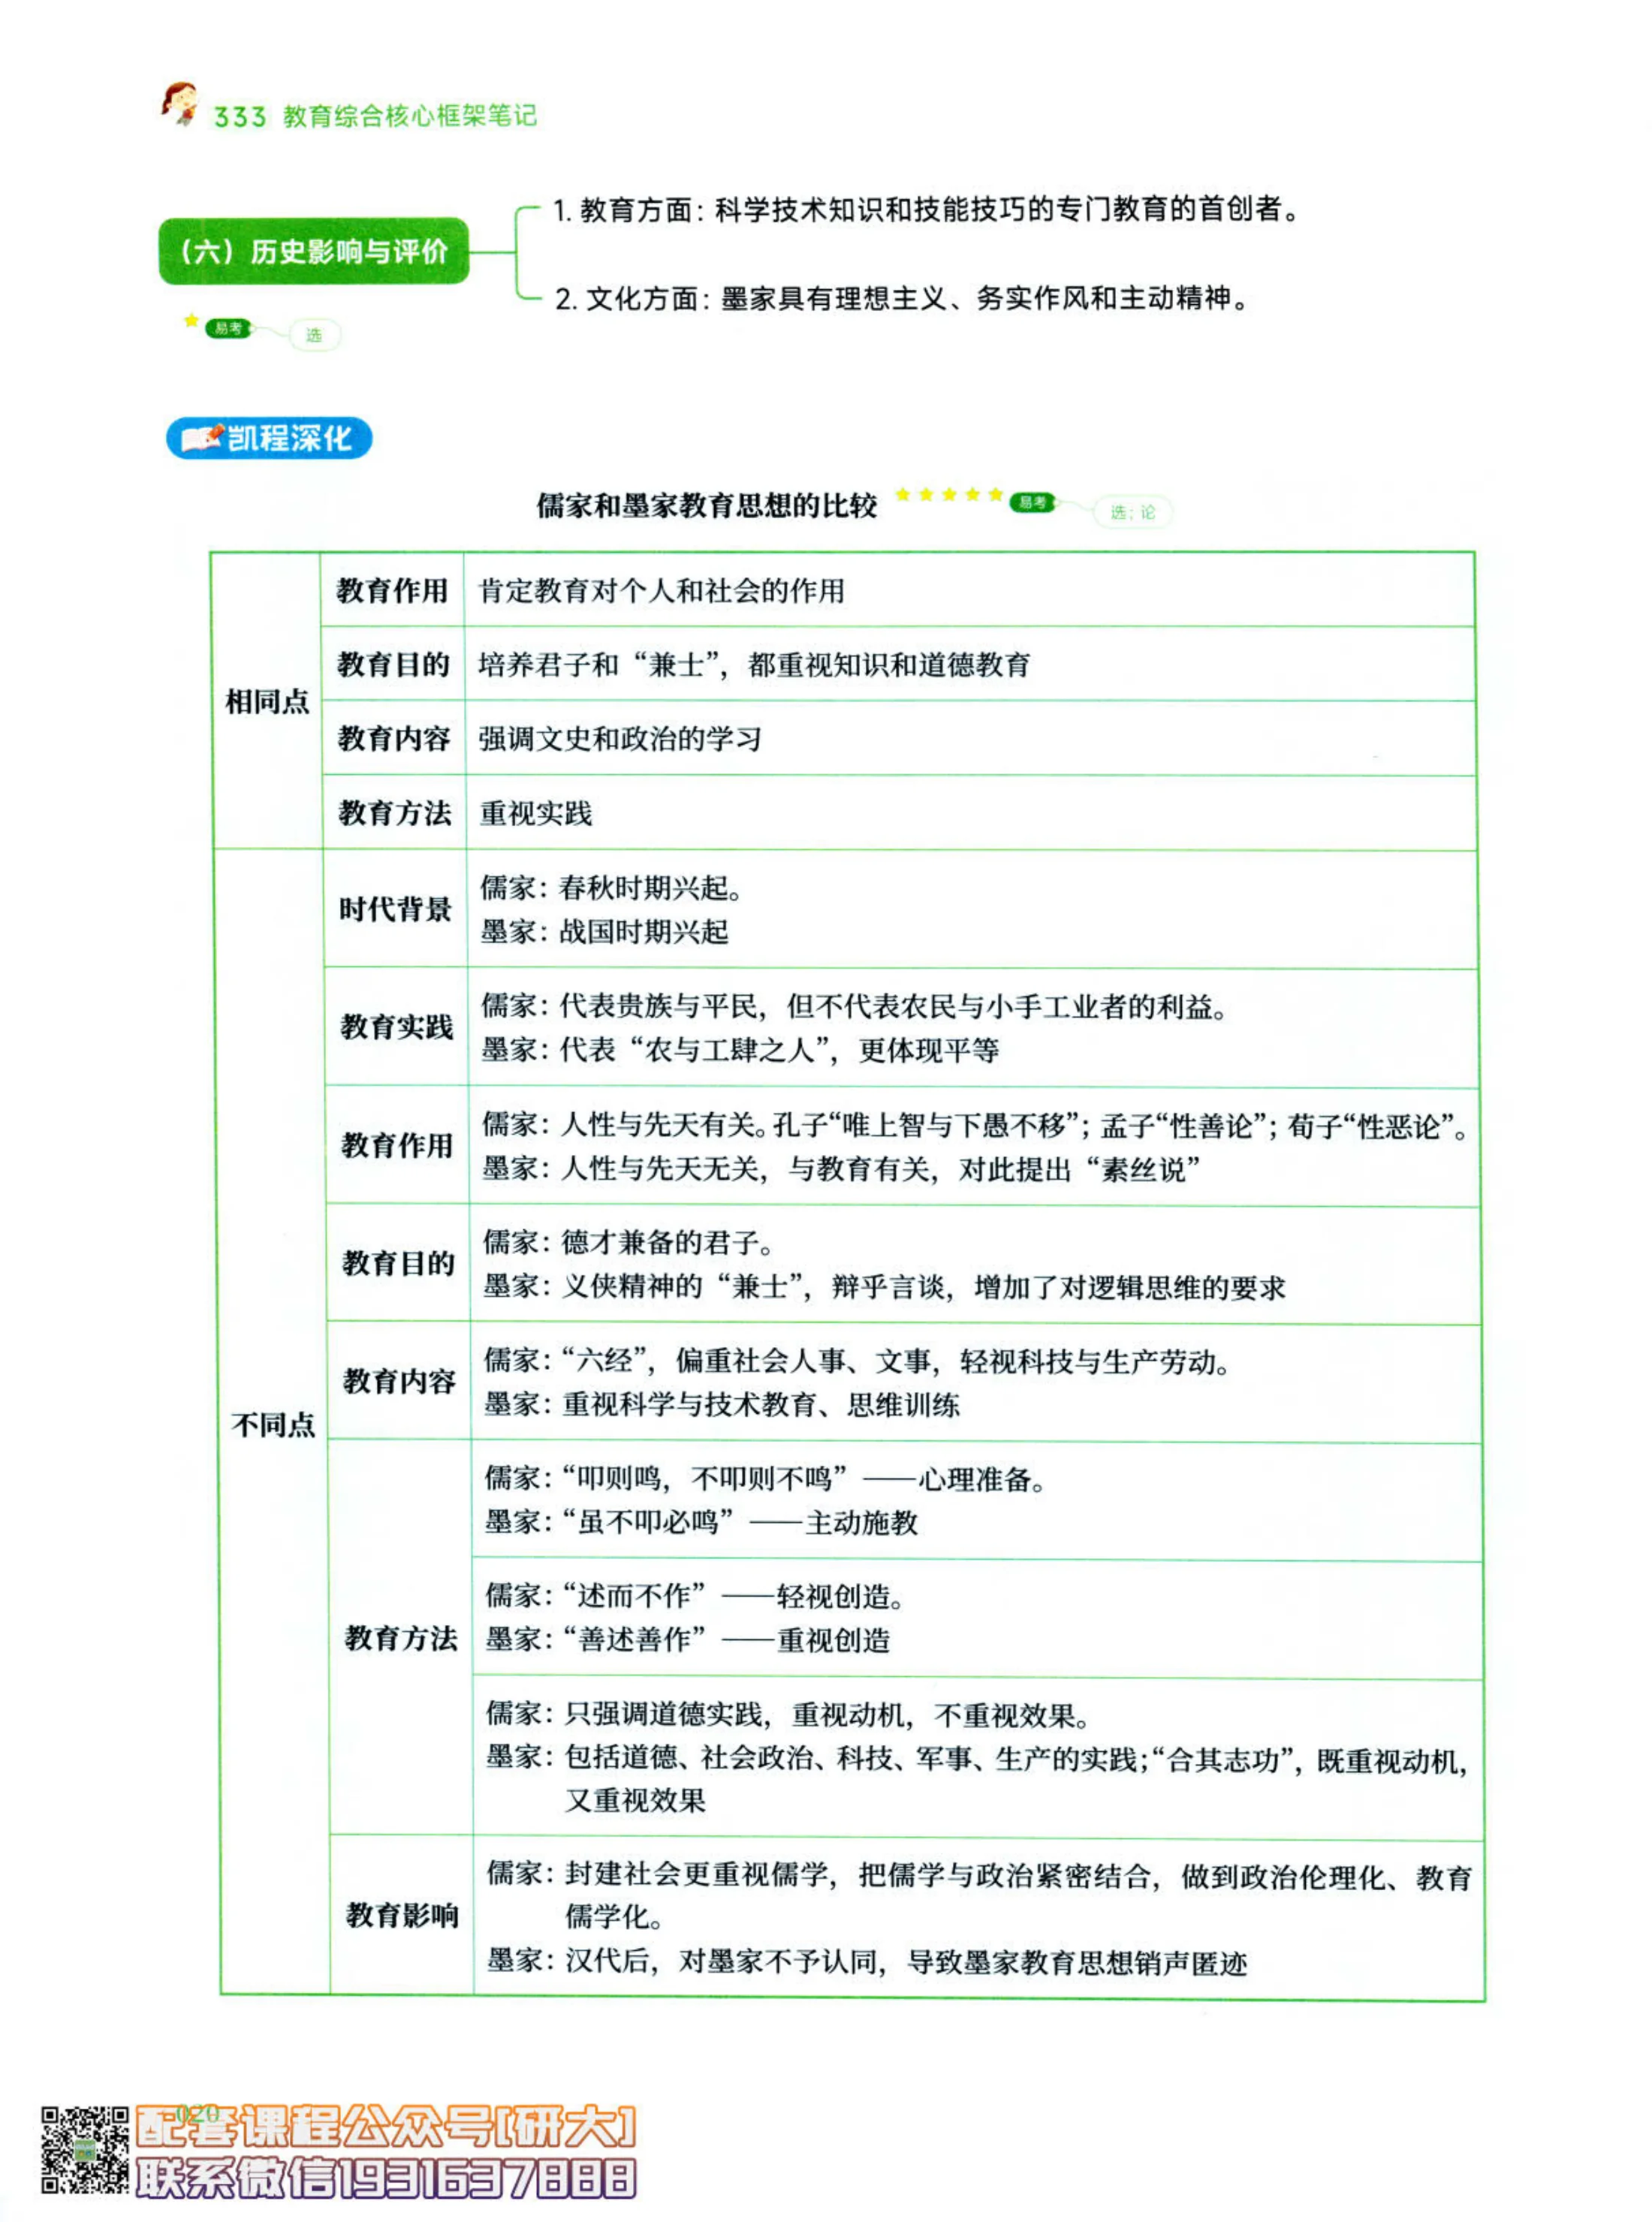 333 教育综合核心框架笔记
（六）历史影响与评价
1. 教育方面：科学技术知识和技能技巧的专门教育的首创者。
2. 文化方面：墨家具有理想主义、务实作风和主动精神。
易考
选
凯程深化
儒家和墨家教育思想的比较
易考
选；论
相同点
教育作用
肯定教育对个人和社会的作用
教育目的
培养君子和“兼士”，都重视知识和道德教育
教育内容
强调文史和政治的学习
教育方法
重视实践
不同点
时代背景
儒家：春秋时期兴起。
墨家：战国时期兴起
教育实践
儒家：代表贵族与平民，但不代表农民与小手工业者的利益。
墨家：代表“农与工肆之人”，更体现平等
教育作用
儒家：人性与先天有关。孔子“唯上智与下愚不移”；孟子“性善论”；荀子“性恶论”。
墨家：人性与先天无关，与教育有关，对此提出“素丝说”
教育目的
儒家：德才兼备的君子。
墨家：义侠精神的“兼士”，辩乎言谈，增加了对逻辑思维的要求
教育内容
儒家：“六经”，偏重社会人事、文事，轻视科技与生产劳动。
墨家：重视科学与技术教育、思维训练
教育方法
儒家：“叩则鸣，不叩则不鸣”——心理准备。
墨家：“虽不叩必鸣”——主动施教
儒家：“述而不作”——轻视创造。
墨家：“善述善作”——重视创造
儒家：只强调道德实践，重视动机，不重视效果。
墨家：包括道德、社会政治、科技、军事、生产的实践；“合其志功”，既重视动机，
又重视效果
教育影响
儒家：封建社会更重视儒学，把儒学与政治紧密结合，做到政治伦理化、教育
儒学化。
墨家：汉代后，对墨家不予认同，导致墨家教育思想销声匿迹
020
配套课程公众号[研大]
联系微信1931637888